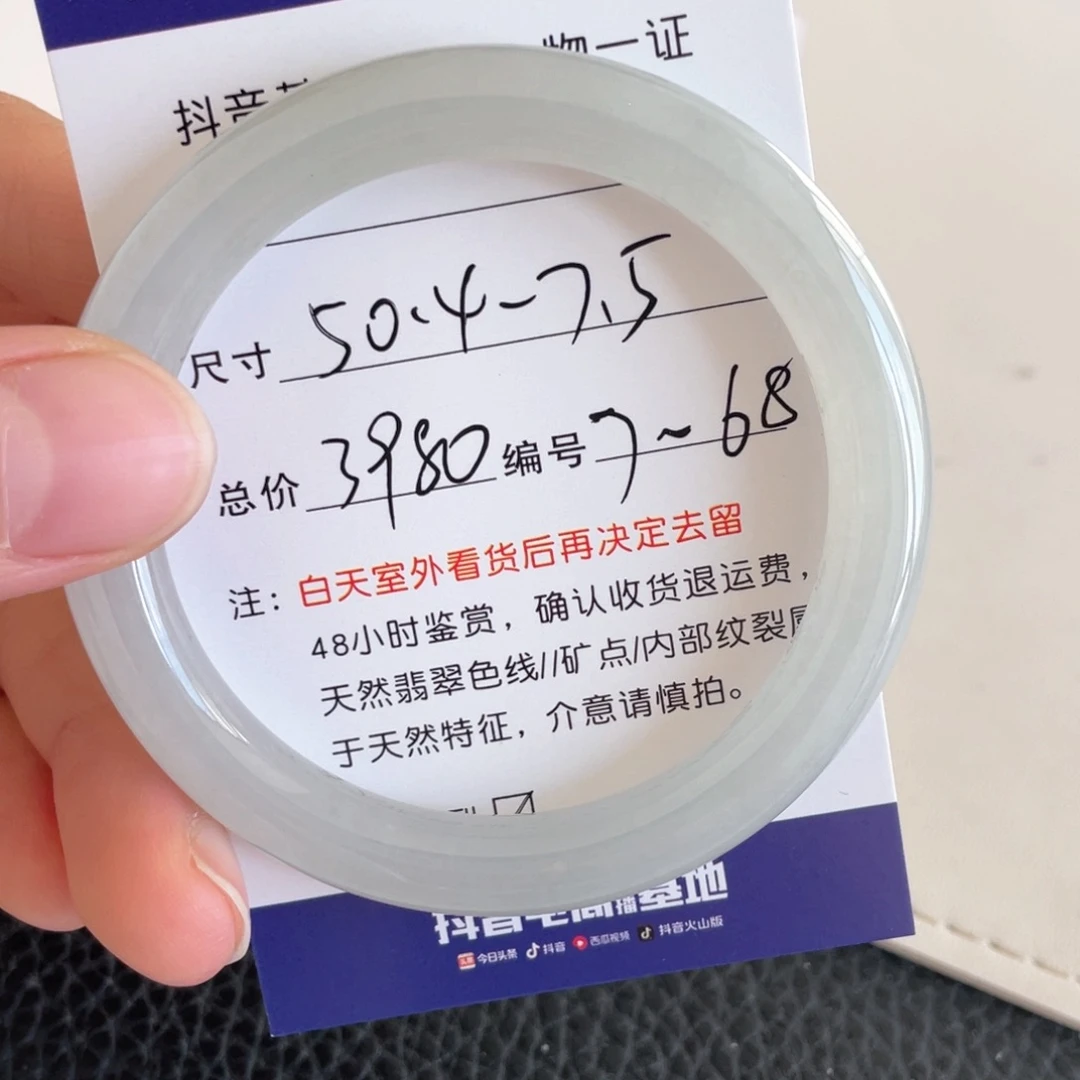 物一证
抖音
尺寸 50.4-7.5
总价 3980 编号 7~68
注：白天室外看货后再决定去留
48小时鉴赏，确认收货退运费，
天然翡翠色线//矿点/内部纹裂属
于天然特征，介意请慎拍。
抖音电商直播基地
头条 今日头条 抖音 西瓜视频 抖音火山版